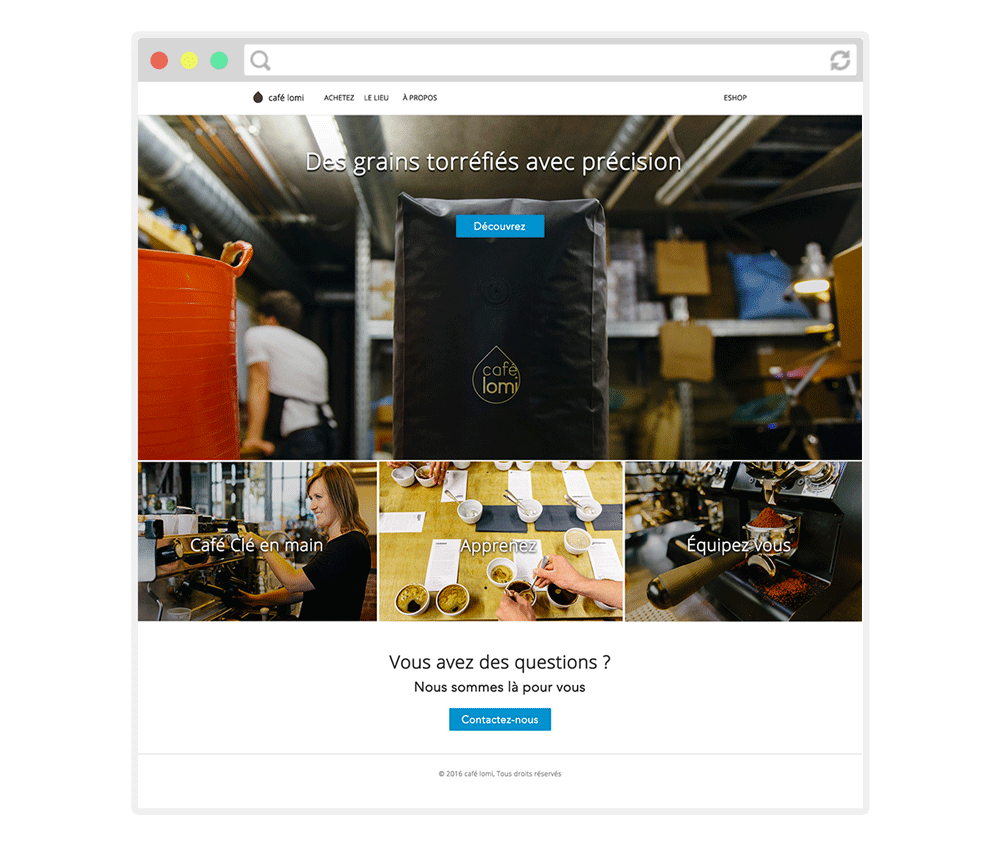 café lomi ACHETEZ LE LIEU À PROPOS ESHOP
Des grains torréfiés avec précision
Découvrez
café
lomi
Café Clé en main Apprenez Équipez vous
Vous avez des questions ?
Nous sommes là pour vous
Contactez-nous
© 2016 café lomi, Tous droits réservés